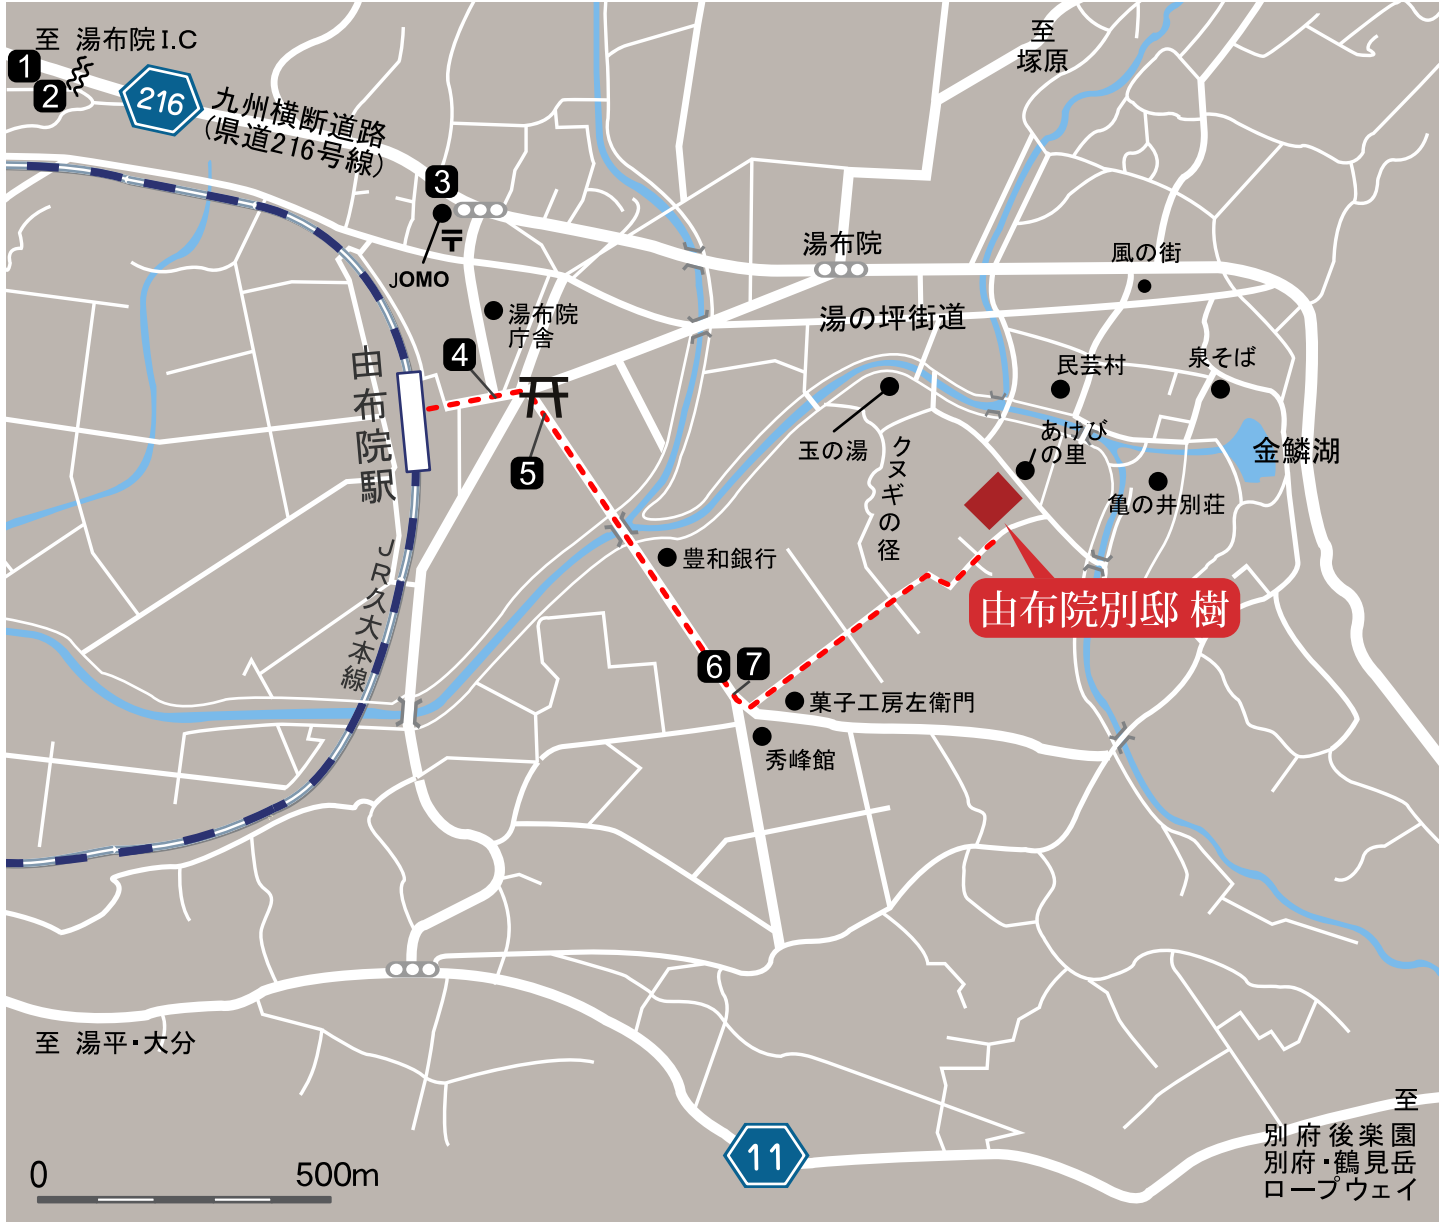 至 湯布院I.C
1
2
216
九州横断道路
(県道216号線)
3
〒
JOMO
至
塚原
湯布院
風の街
湯の坪街道
湯布院
庁舎
4
民芸村
泉そば
由布院駅
5
玉の湯
クヌギの径
あけび
の里
金鱗湖
亀の井別荘
JR久大本線
豊和銀行
由布院別邸 樹
6
7
菓子工房左衛門
秀峰館
至 湯平・大分
11
至
別府後楽園
別府・鶴見岳
ロープウェイ
0
500m